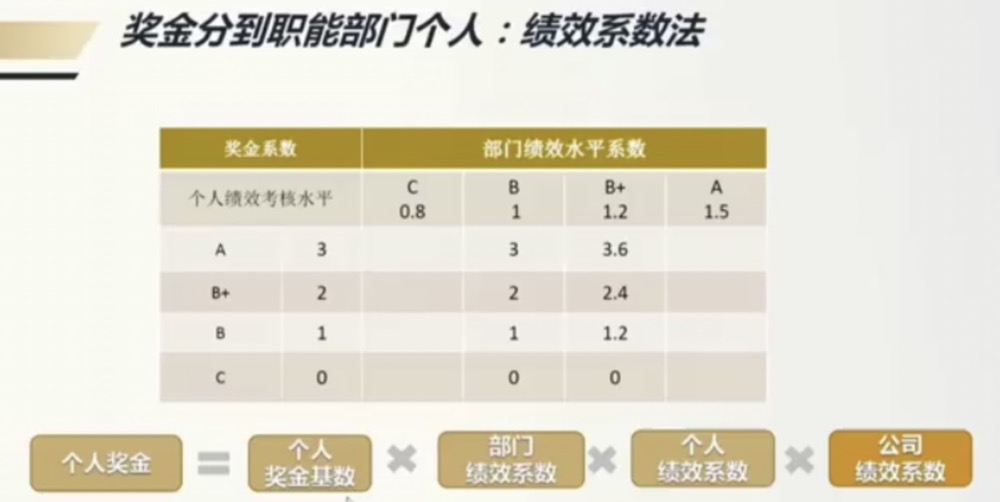 奖金分到职能部门个人：绩效系数法
奖金系数 部门绩效水平系数
个人绩效考核水平 C B B+ A
0.8 1 1.2 1.5
A 3 3 3.6
B+ 2 2 2.4
B 1 1 1.2
C 0 0 0
个人奖金 = 个人奖金基数 × 部门绩效系数 × 个人绩效系数 × 公司绩效系数